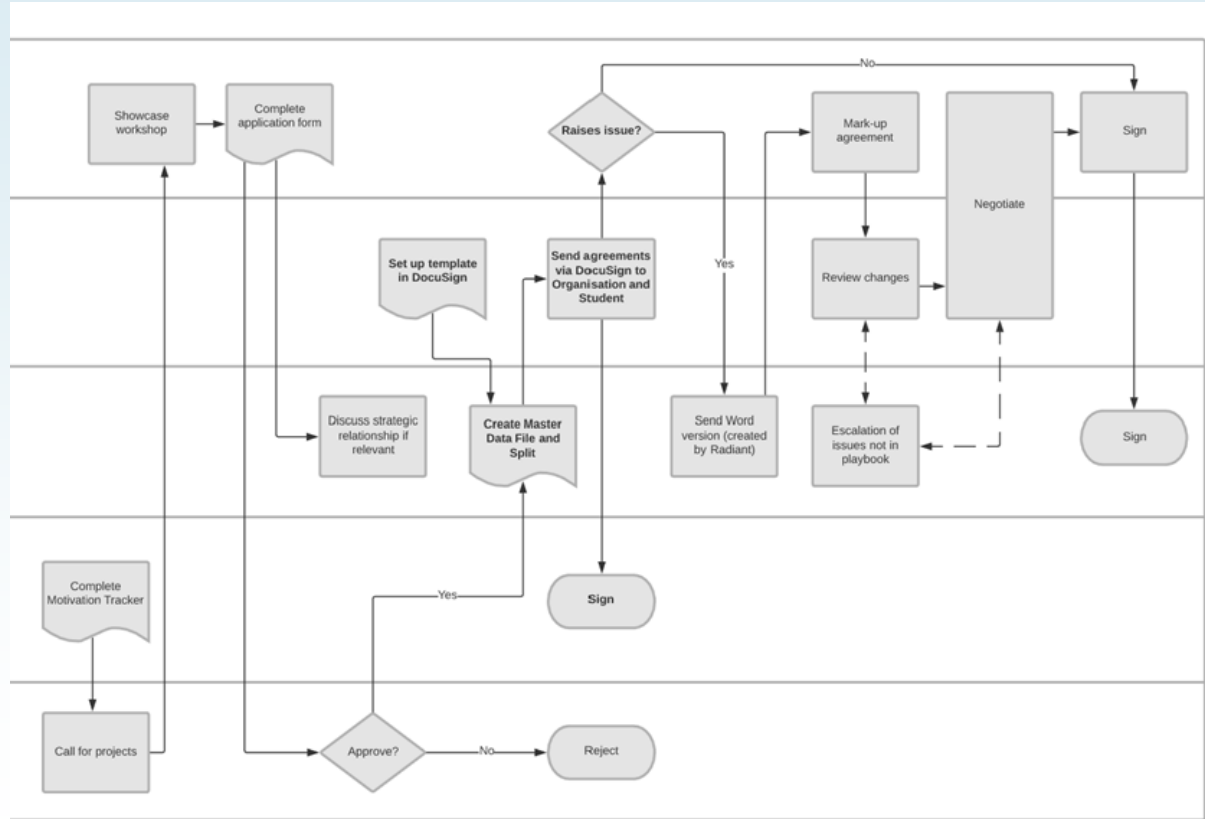 No
Showcase
workshop
Complete
application form
Raises issue?
Mark-up
agreement
Sign
Negotiate
Set up template
in DocuSign
Send agreements
via DocuSign to
Organisation and
Student
Yes
Review changes
Discuss strategic
relationship if
relevant
Create Master
Data File and
Split
Send Word
version (created
by Radiant)
Escalation of
issues not in
playbook
Sign
Complete
Motivation Tracker
Yes
Sign
Call for projects
Approve?
No
Reject